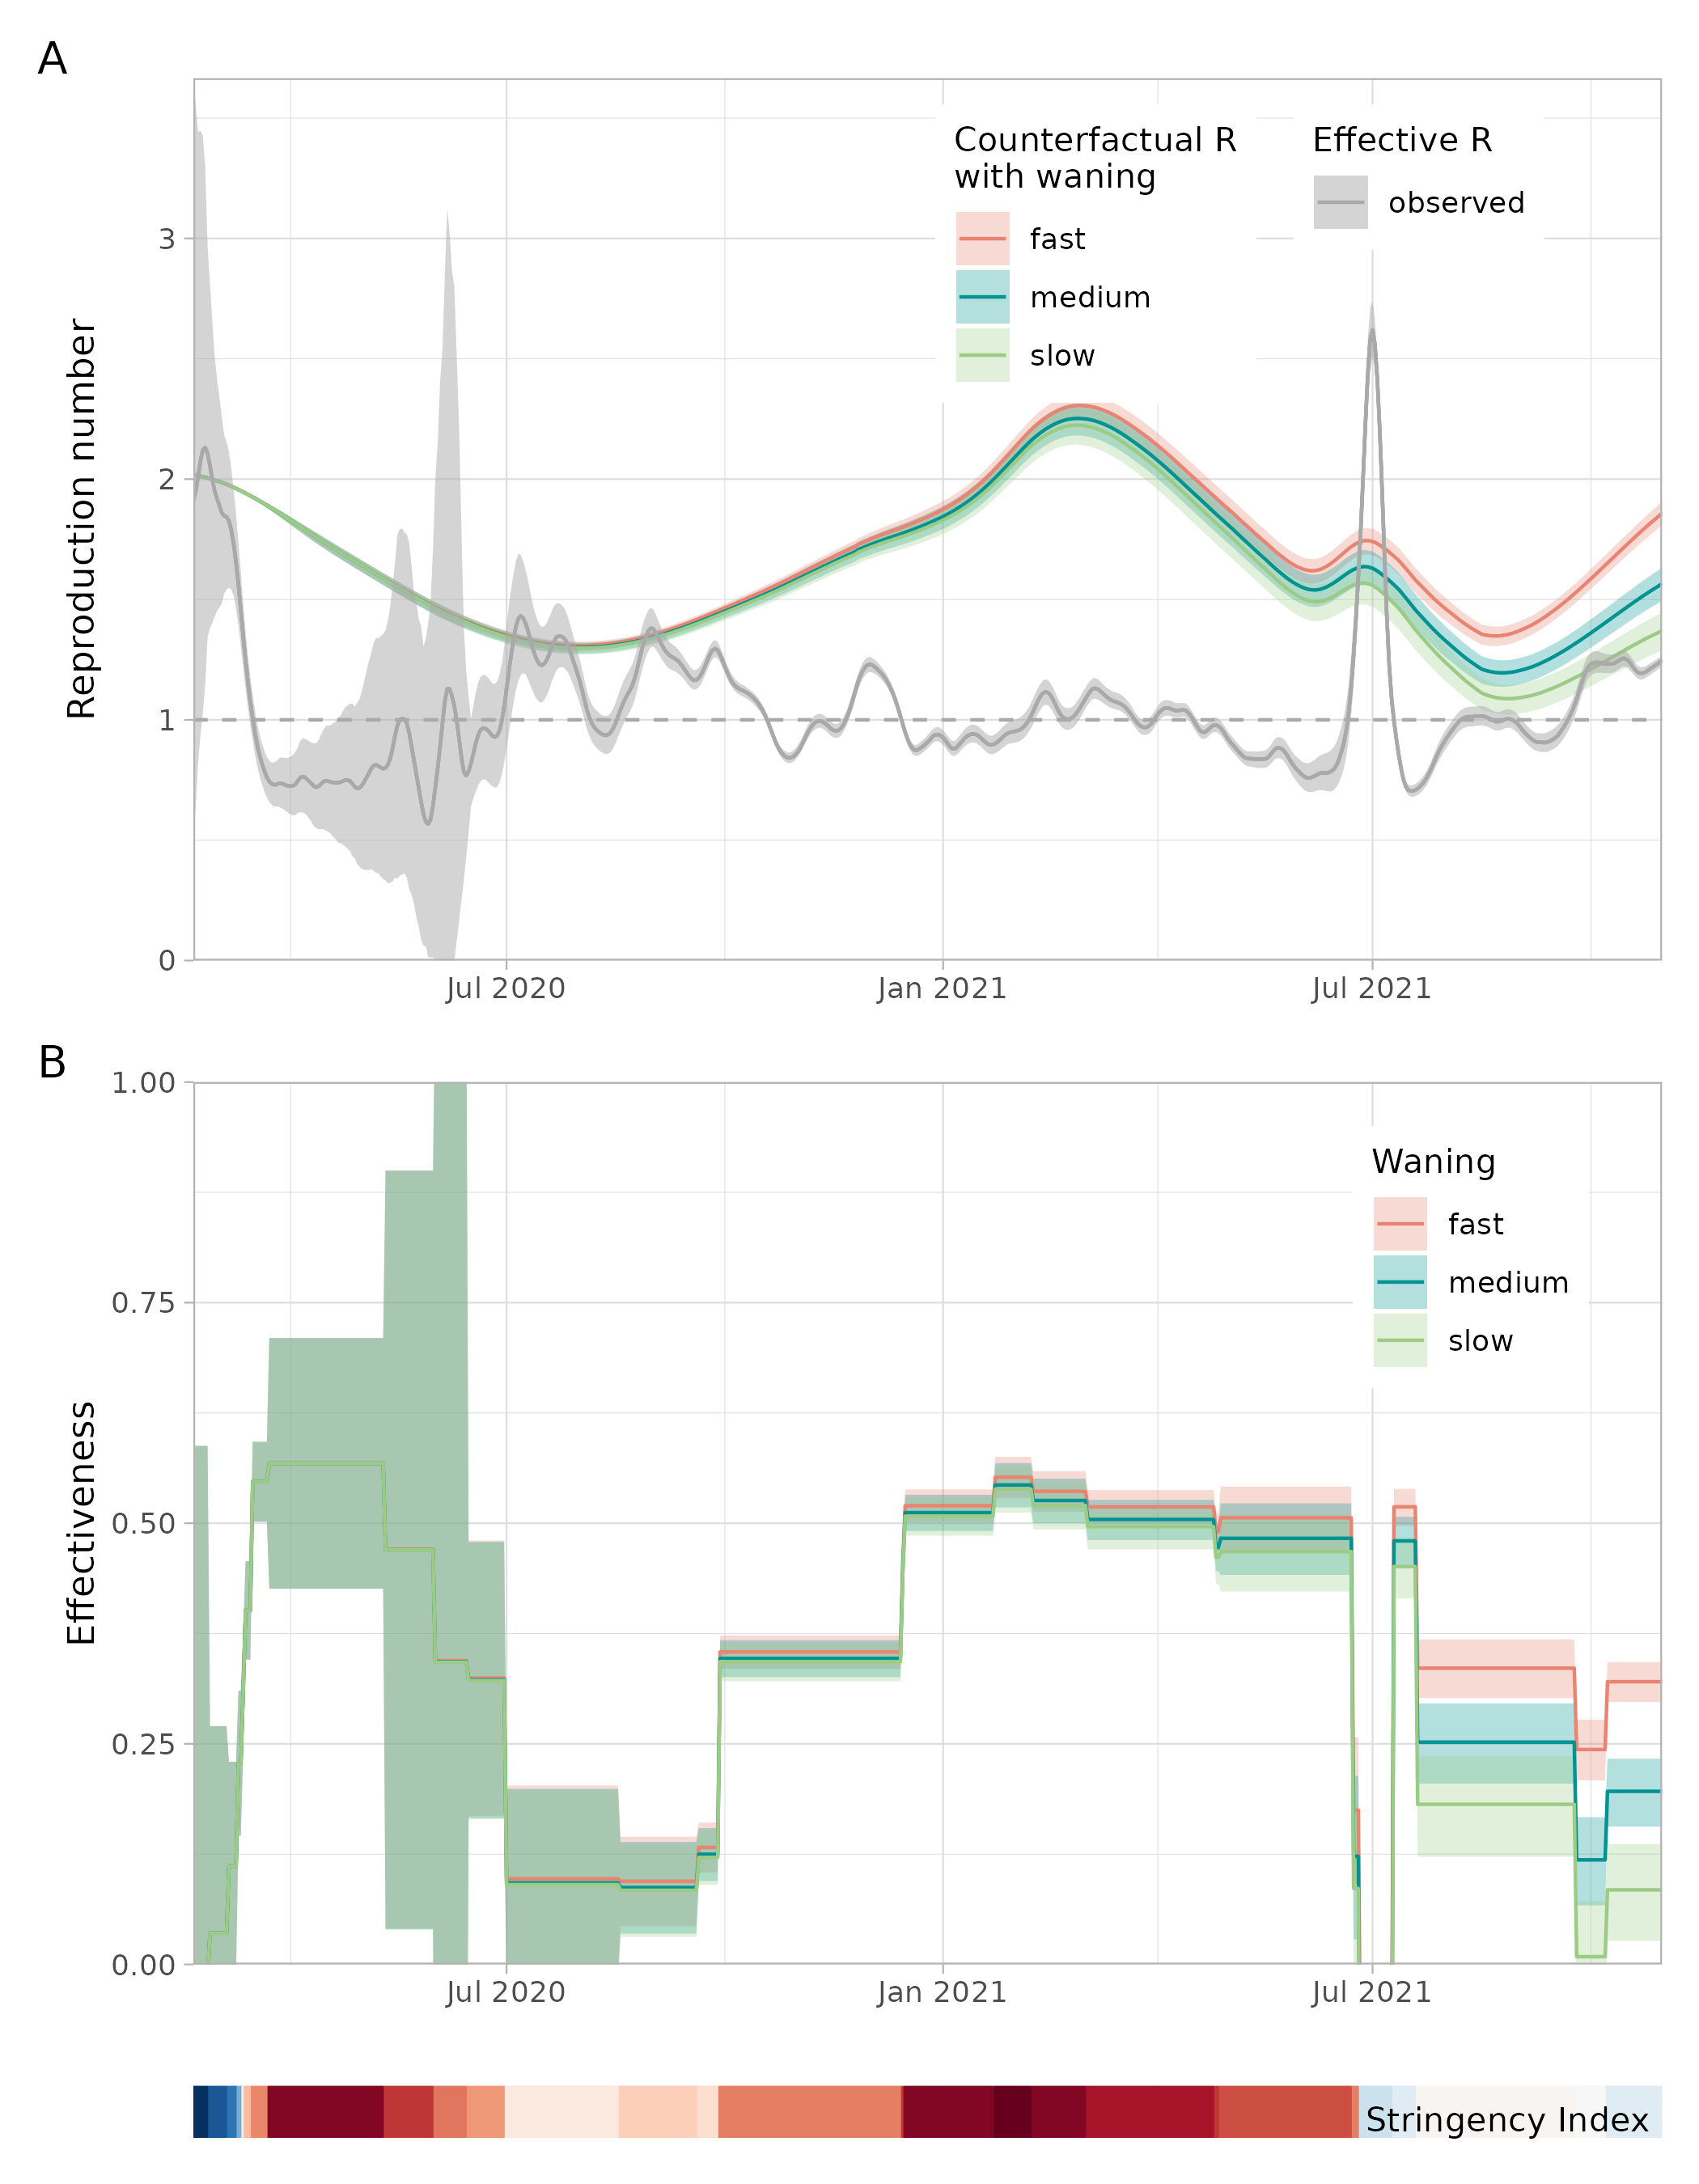 A
Counterfactual R
with waning
fast
medium
slow
Effective R
observed
Reproduction number
3
2
1
0
Jul 2020
Jan 2021
Jul 2021
B
Waning
fast
medium
slow
Effectiveness
1.00
0.75
0.50
0.25
0.00
Jul 2020
Jan 2021
Jul 2021
Stringency Index